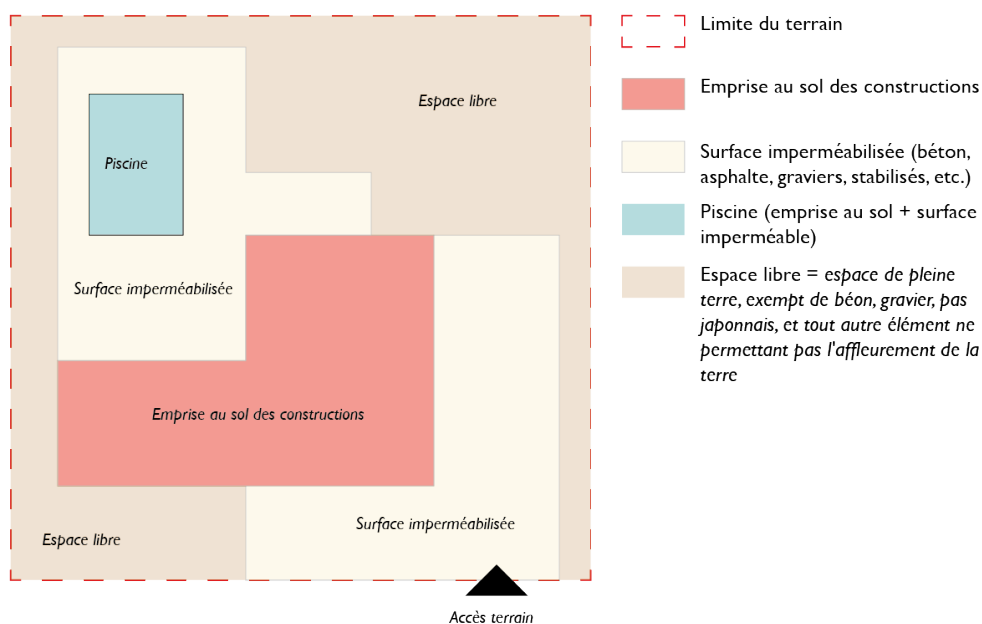 Espace libre
Piscine
Surface imperméabilisée
Emprise au sol des constructions
Surface imperméabilisée
Espace libre
Accès terrain
Limite du terrain
Emprise au sol des constructions
Surface imperméabilisée (béton,
asphalte, graviers, stabilisés, etc.)
Piscine (emprise au sol + surface
imperméable)
Espace libre = espace de pleine
terre, exempt de béon, gravier, pas
japonnais, et tout autre élément ne
permettant pas l'affleurement de la
terre